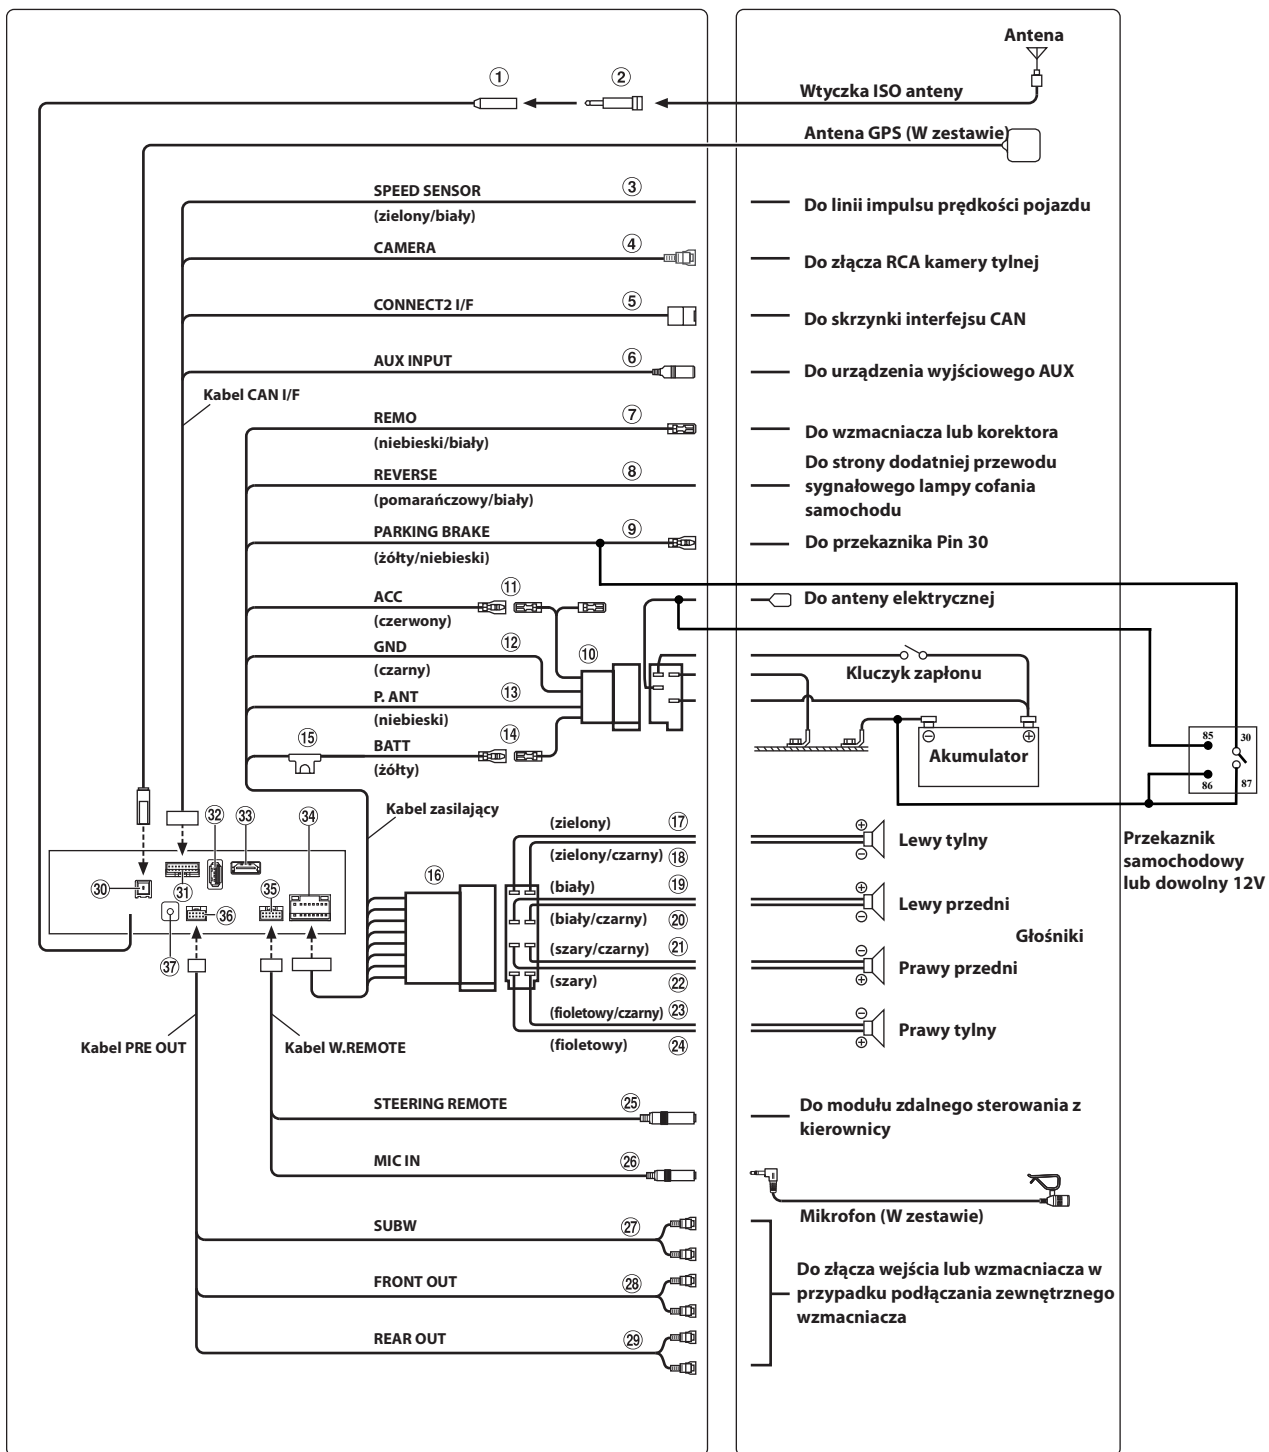 Antena
①
②
Wtyczka ISO anteny
Antena GPS (W zestawie)
SPEED SENSOR
③
(zielony/biały)
Do linii impulsu prędkości pojazdu
CAMERA
④
Do złącza RCA kamery tylnej
CONNECT2 I/F
⑤
Do skrzynki interfejsu CAN
AUX INPUT
⑥
Do urządzenia wyjściowego AUX
Kabel CAN I/F
REMO
⑦
(niebieski/biały)
Do wzmacniacza lub korektora
REVERSE
⑧
(pomarańczowy/biały)
Do strony dodatniej przewodu
sygnałowego lampy cofania
samochodu
PARKING BRAKE
⑨
(żółty/niebieski)
Do przekaznika Pin 30
ACC
⑪
(czerwony)
Do anteny elektrycznej
GND
⑫
⑩
(czarny)
Kluczyk zapłonu
P. ANT
⑬
(niebieski)
⑮
BATT
⑭
(żółty)
⊖
⊕
Akumulator
85
30
86
87
Kabel zasilający
Przekaznik
samochodowy
lub dowolny 12V
㉜
㉝
㉞
㉚
㉛
㉟
㊱
㊲
⑯
(zielony)
⑰
⊕
Lewy tylny
(zielony/czarny)
⑱
⊖
(biały)
⑲
⊕
Lewy przedni
(biały/czarny)
⑳
⊖
Głośniki
(szary/czarny)
㉑
⊖
Prawy przedni
(szary)
㉒
⊕
(fioletowy/czarny)
㉓
⊖
Prawy tylny
(fioletowy)
㉔
⊕
Kabel PRE OUT
Kabel W.REMOTE
STEERING REMOTE
㉕
Do modułu zdalnego sterowania z
kierownicy
MIC IN
㉖
Mikrofon (W zestawie)
SUBW
㉗
FRONT OUT
㉘
Do złącza wejścia lub wzmacniacza w
przypadku podłączania zewnętrznego
wzmacniacza
REAR OUT
㉙